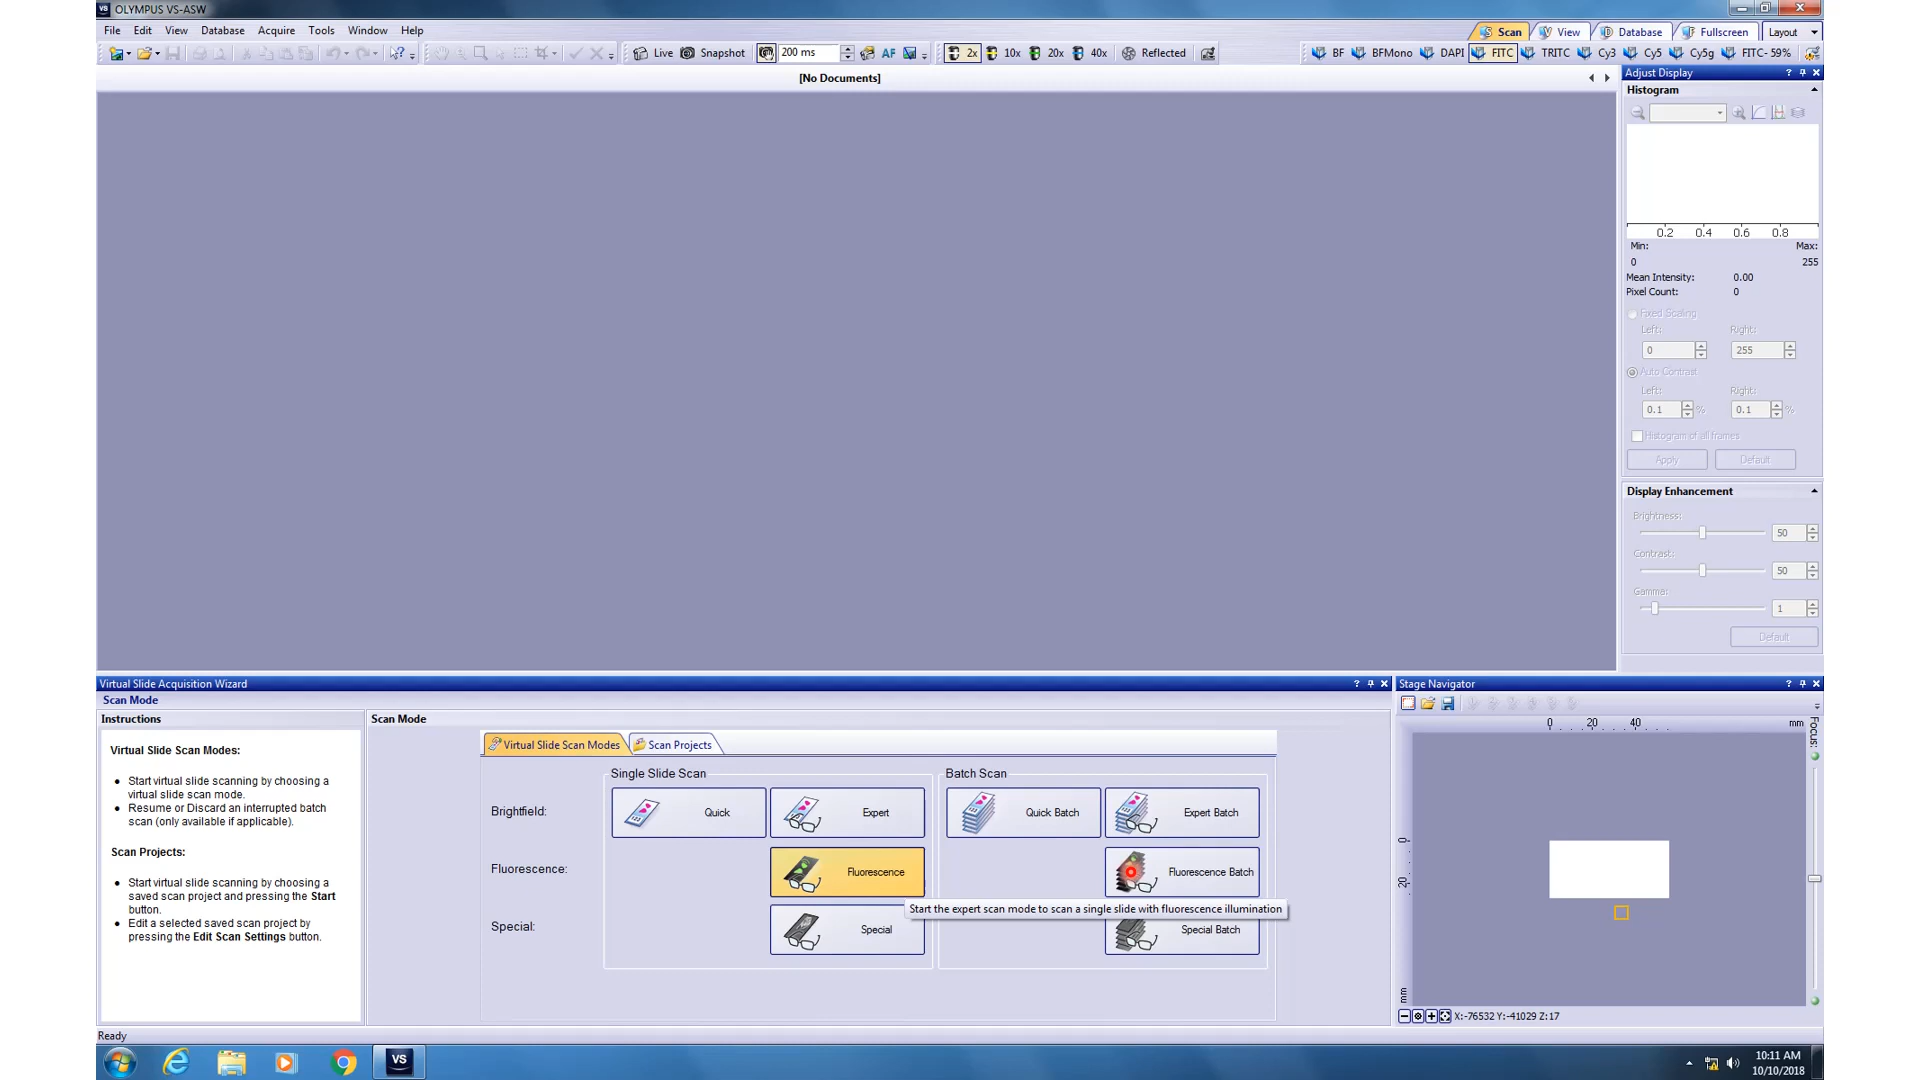 VS OLYMPUS VS-ASW
File Edit View Database Acquire Tools Window Help
Scan View Database Fullscreen Layout
Live Snapshot 200 ms AF 2x 10x 20x 40x Reflected BF BFMono DAPI FITC TRITC Cy3 Cy5 Cy5g FITC- 59%
[No Documents]
Adjust Display
Histogram
0.2 0.4 0.6 0.8
Min: Max:
0 255
Mean Intensity: 0.00
Pixel Count: 0
Fixed Scaling
Left: Right:
0 255
Auto Contrast
Left: Right:
0.1 % 0.1 %
Histogram of all frames
Apply Default
Display Enhancement
Brightness:
50
Contrast:
50
Gamma:
1
Default
Virtual Slide Acquisition Wizard
Scan Mode
Instructions
Virtual Slide Scan Modes:
• Start virtual slide scanning by choosing a
virtual slide scan mode.
• Resume or Discard an interrupted batch
scan (only available if applicable).
Scan Projects:
• Start virtual slide scanning by choosing a
saved scan project and pressing the Start
button.
• Edit a selected saved scan project by
pressing the Edit Scan Settings button.
Scan Mode
Virtual Slide Scan Modes Scan Projects
Single Slide Scan Batch Scan
Brightfield: Quick Expert Quick Batch Expert Batch
Fluorescence: Fluorescence Fluorescence Batch
Start the expert scan mode to scan a single slide with fluorescence illumination
Special: Special Special Batch
Stage Navigator
0 20 40 mm
Focus:
0
20
mm
X:-76532 Y:-41029 Z:17
Ready
VS
10:11 AM
10/10/2018